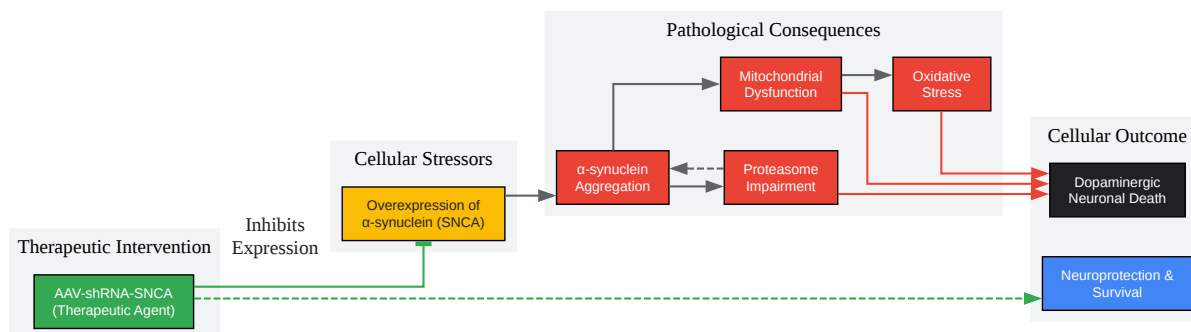 Pathological Consequences
Mitochondrial
Dysfunction
Oxidative
Stress
Cellular Stressors
α-synuclein
Aggregation
Proteasome
Impairment
Cellular Outcome
Dopaminergic
Neuronal Death
Overexpression of
α-synuclein (SNCA)
Inhibits
Expression
Therapeutic Intervention
AAV-shRNA-SNCA
(Therapeutic Agent)
Neuroprotection &
Survival